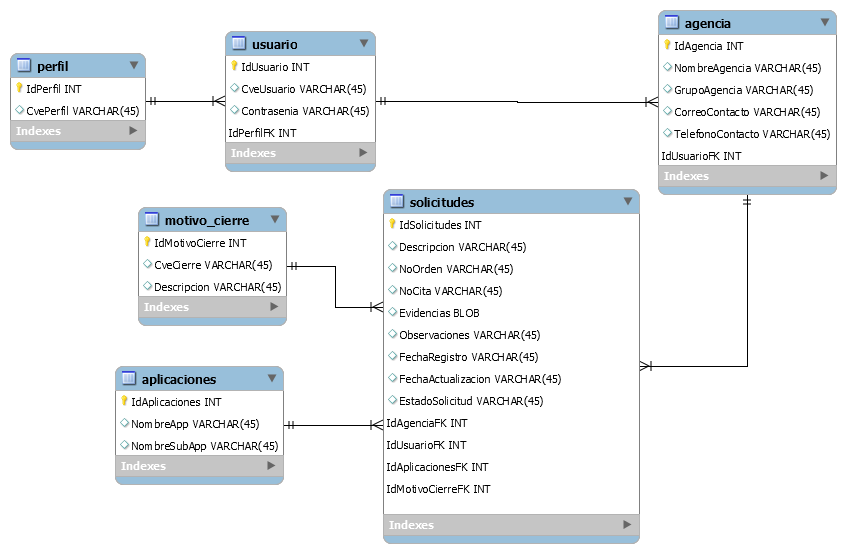 perfil
IdPerfil INT
CvePerfil VARCHAR(45)
Indexes
usuario
IdUsuario INT
CveUsuario VARCHAR(45)
Contrasenia VARCHAR(45)
IdPerfilFK INT
Indexes
agencia
IdAgencia INT
NombreAgencia VARCHAR(45)
GrupoAgencia VARCHAR(45)
CorreoContacto VARCHAR(45)
TelefonoContacto VARCHAR(45)
IdUsuarioFK INT
Indexes
motivo_cierre
IdMotivoCierre INT
CveCierre VARCHAR(45)
Descripcion VARCHAR(45)
Indexes
solicitudes
IdSolicitudes INT
Descripcion VARCHAR(45)
NoOrden VARCHAR(45)
NoCita VARCHAR(45)
Evidencias BLOB
Observaciones VARCHAR(45)
FechaRegistro VARCHAR(45)
FechaActualizacion VARCHAR(45)
EstadoSolicitud VARCHAR(45)
IdAgenciaFK INT
IdUsuarioFK INT
IdAplicacionesFK INT
IdMotivoCierreFK INT
Indexes
aplicaciones
IdAplicaciones INT
NombreApp VARCHAR(45)
NombreSubApp VARCHAR(45)
Indexes